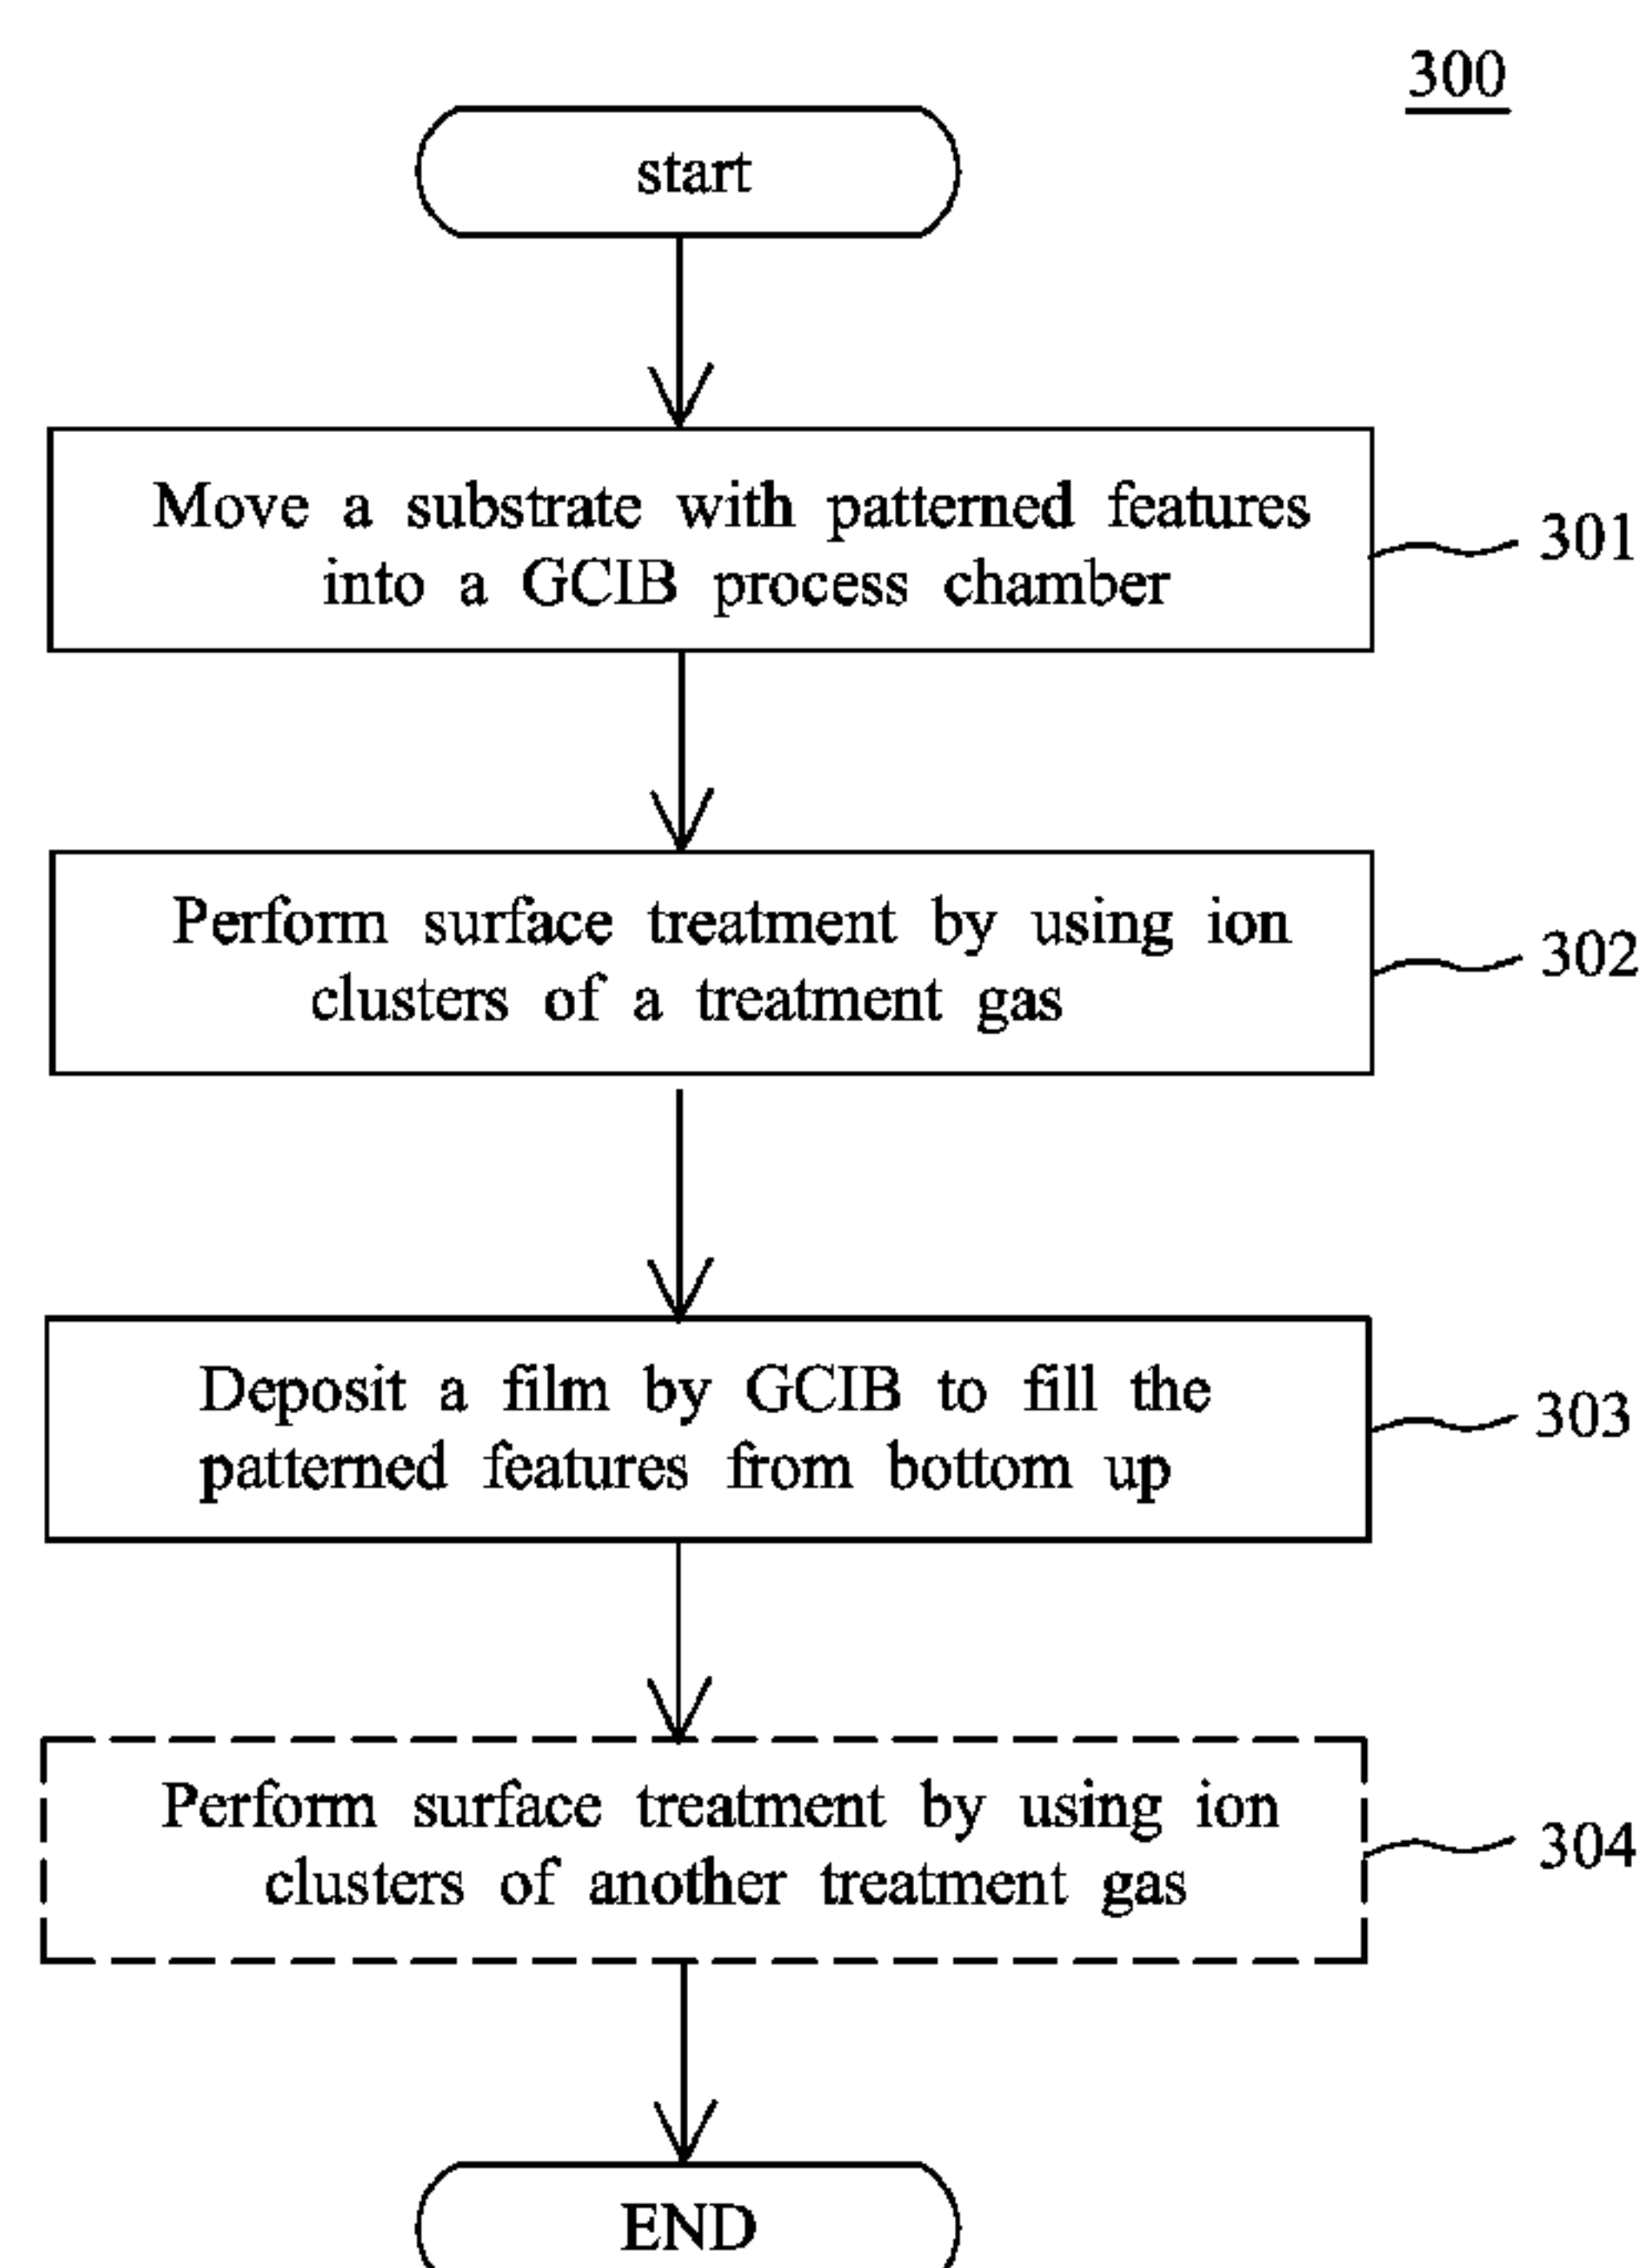 300
start
Move a substrate with patterned features
into a GCIB process chamber
301
Perform surface treatment by using ion
clusters of a treatment gas
302
Deposit a film by GCIB to fill the
patterned features from bottom up
303
Perform surface treatment by using ion
clusters of another treatment gas
304
END